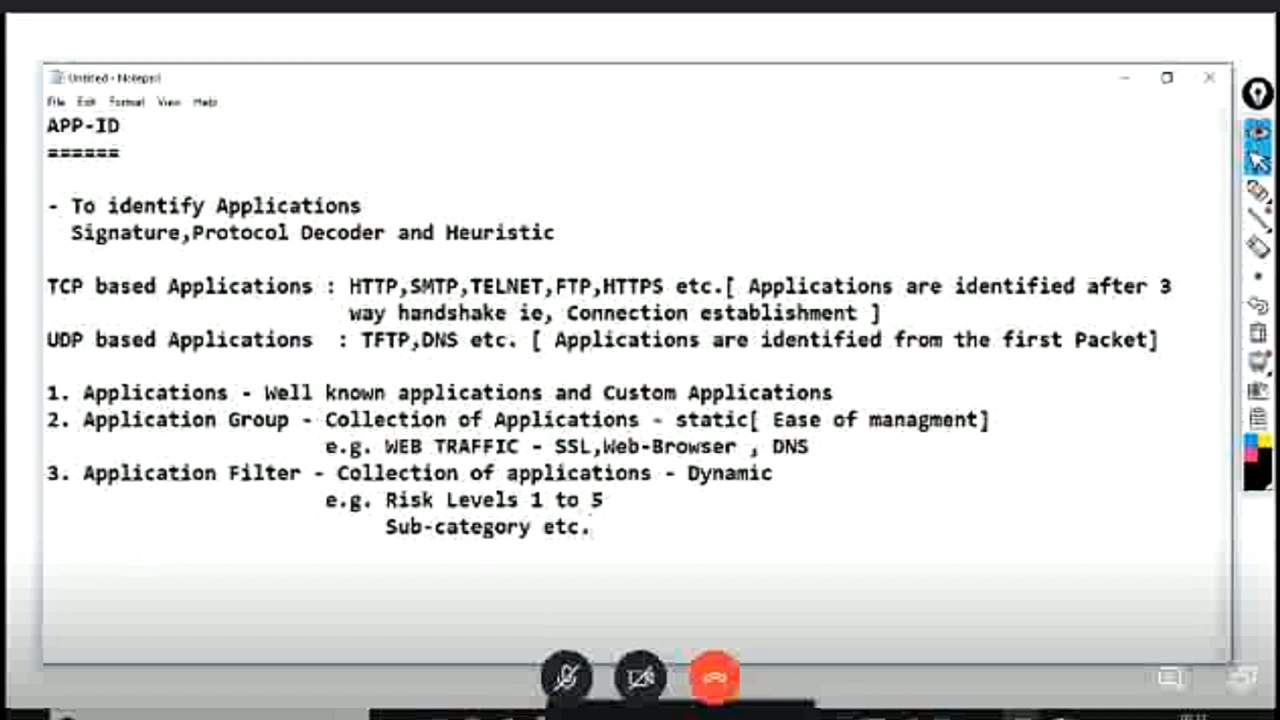 Untitled - Notepad
File Edit Format View Help
APP-ID
======
- To identify Applications
Signature,Protocol Decoder and Heuristic
TCP based Applications : HTTP,SMTP,TELNET,FTP,HTTPS etc.[ Applications are identified after 3
way handshake ie, Connection establishment ]
UDP based Applications : TFTP,DNS etc. [ Applications are identified from the first Packet]
1. Applications - Well known applications and Custom Applications
2. Application Group - Collection of Applications - static[ Ease of managment]
e.g. WEB TRAFFIC - SSL,Web-Browser , DNS
3. Application Filter - Collection of applications - Dynamic
e.g. Risk Levels 1 to 5
Sub-category etc.